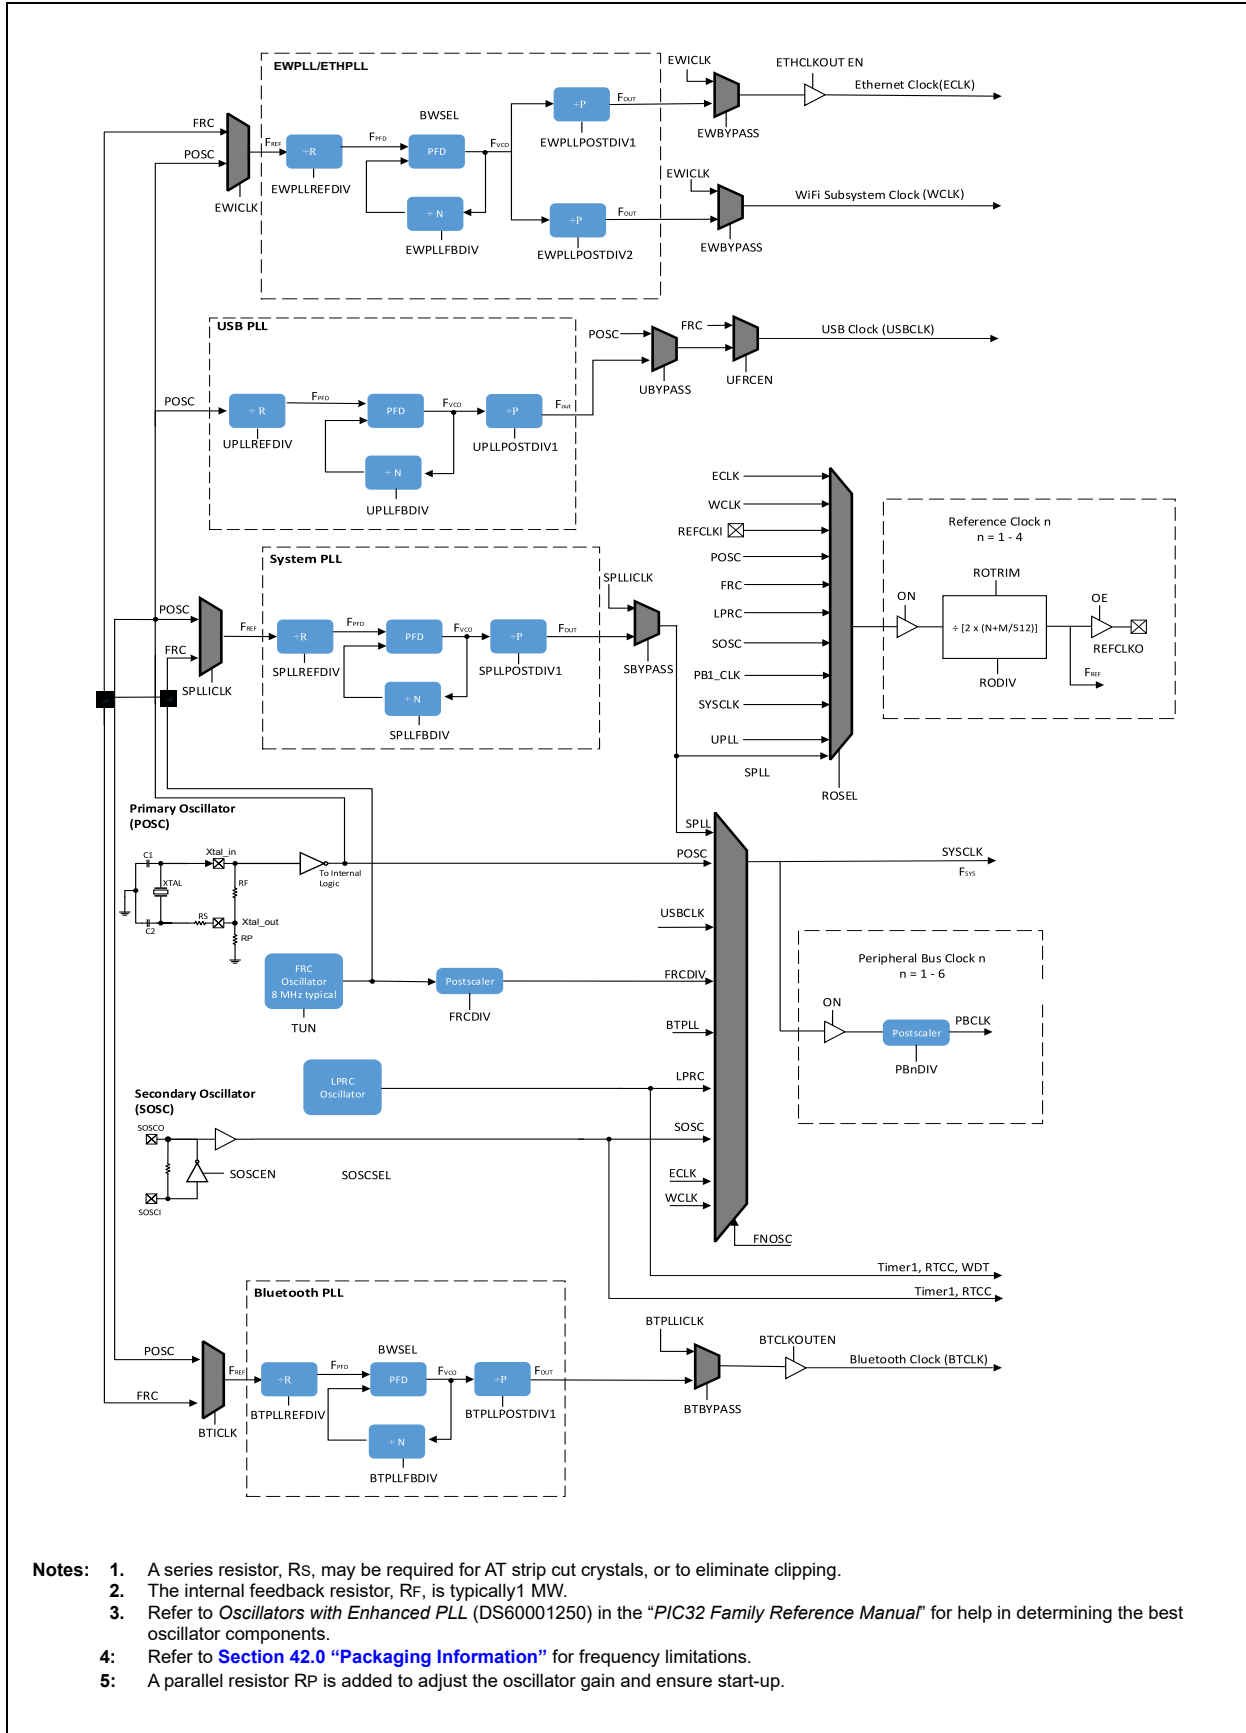 EWPLL/ETHPLL
EWICLK
ETHCLKOUT EN
Ethernet Clock(ECLK)
FRC
POSC
FREF
÷R
EWPLLREFDIV
FPFD
BWSEL
PFD
FVCO
÷P
FOUT
EWPLLPOSTDIV1
EWBYPASS
EWICLK
÷ N
EWPLLFBDIV
÷P
FOUT
EWPLLPOSTDIV2
EWICLK
WiFi Subsystem Clock (WCLK)
EWBYPASS
USB PLL
POSC
÷ R
UPLLREFDIV
FPFD
PFD
FVCO
÷P
UPLLPOSTDIV1
Fout
÷ N
UPLLFBDIV
POSC
UBYPASS
FRC
UFRCEN
USB Clock (USBCLK)
System PLL
POSC
FRC
SPLLICLK
FREF
÷R
SPLLREFDIV
FPFD
PFD
FVCO
÷P
SPLLPOSTDIV1
FOUT
÷ N
SPLLFBDIV
SPLLICLK
SBYPASS
ECLK
WCLK
REFCLKI
POSC
FRC
LPRC
SOSC
PB1_CLK
SYSCLK
UPLL
SPLL
ROSEL
Reference Clock n
n = 1 - 4
ROTRIM
ON
÷ [2 x (N+M/512)]
RODIV
OE
REFCLKO
FREF
Primary Oscillator
(POSC)
C1
Xtal_in
XTAL
RF
To Internal
Logic
C2
RS
Xtal_out
RP
SPLL
POSC
USBCLK
FRCDIV
BTPLL
LPRC
SOSC
ECLK
WCLK
FNOSC
SYSCLK
FSYS
FRC
Oscillator
8 MHz typical
TUN
Postscaler
FRCDIV
Peripheral Bus Clock n
n = 1 - 6
ON
Postscaler
PBCLK
PBnDIV
LPRC
Oscillator
Secondary Oscillator
(SOSC)
SOSCO
SOSCI
SOSCEN
SOSCSEL
Timer1, RTCC, WDT
Timer1, RTCC
Bluetooth PLL
POSC
FRC
BTICLK
FREF
÷R
BTPLLREFDIV
FPFD
BWSEL
PFD
FVCO
÷P
BTPLLPOSTDIV1
FOUT
÷ N
BTPLLFBDIV
BTPLLICLK
BTBYPASS
BTCLKOUTEN
Bluetooth Clock (BTCLK)
Notes: 1. A series resistor, RS, may be required for AT strip cut crystals, or to eliminate clipping.
2. The internal feedback resistor, RF, is typically1 MW.
3. Refer to Oscillators with Enhanced PLL (DS60001250) in the “PIC32 Family Reference Manual” for help in determining the best
oscillator components.
4: Refer to Section 42.0 “Packaging Information” for frequency limitations.
5: A parallel resistor RP is added to adjust the oscillator gain and ensure start-up.